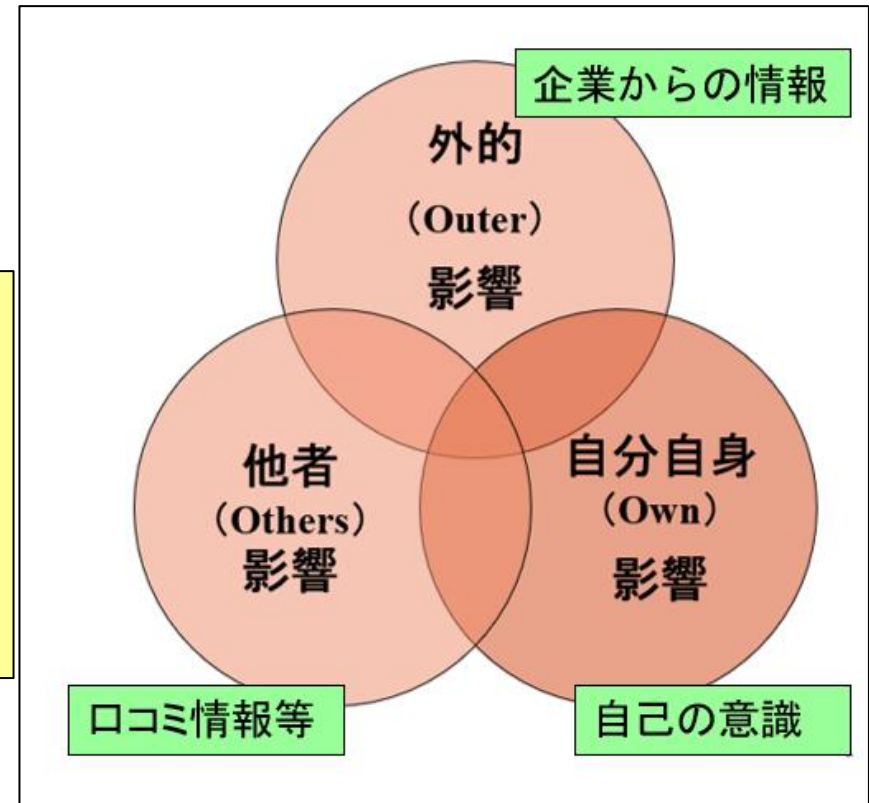 企業からの情報
外的
（Outer）
影響
他者
（Others）
影響
自分自身
（Own）
影響
口コミ情報等
自己の意識